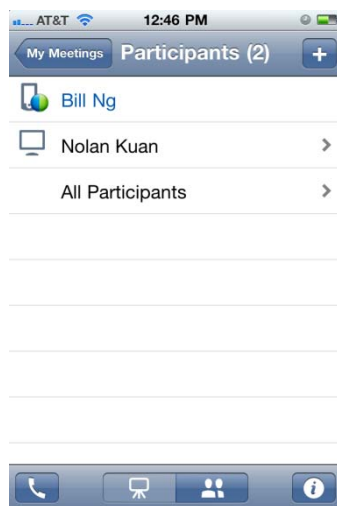 AT&T 12:46 PM
My Meetings Participants (2) +
Bill Ng
Nolan Kuan
All Participants
i